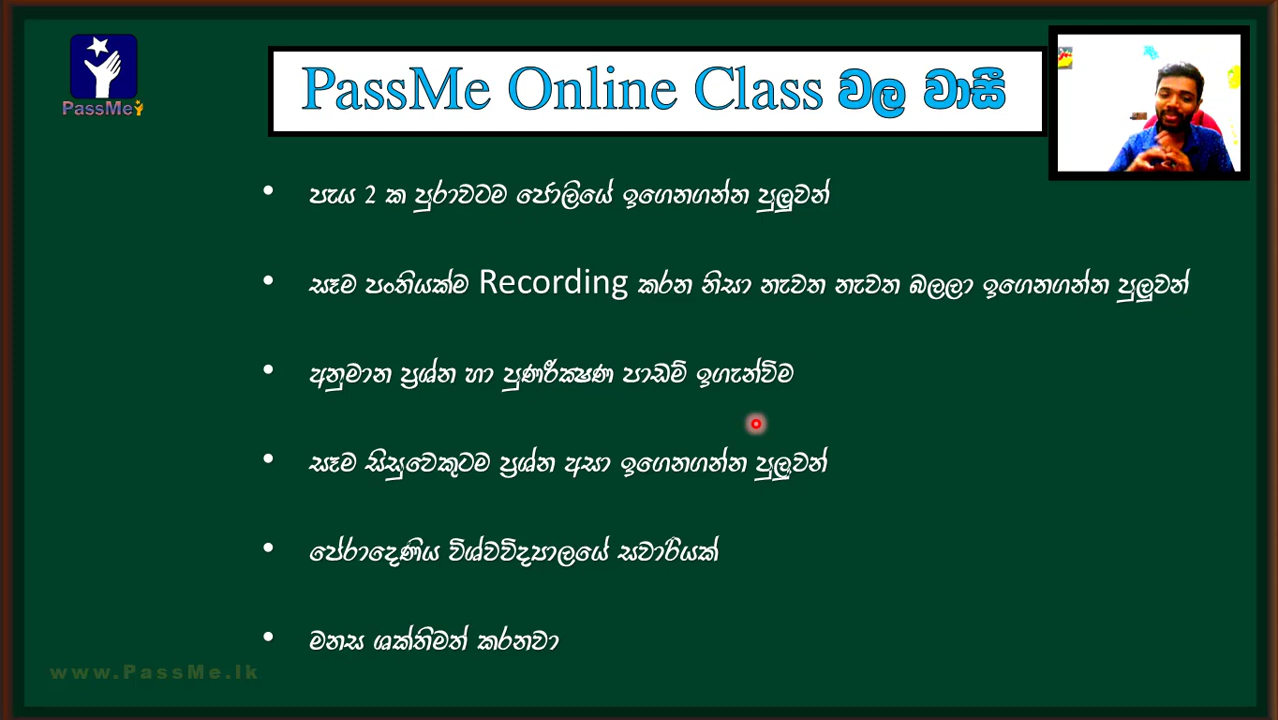 PassMe
PassMe Online Class වල වාසී
පැය 2 ක පුරාවටම ජොලියේ ඉගෙනගන්න පුලුවන්
සෑම පංතියක්ම Recording කරන නිසා නැවත නැවත බලලා ඉගෙනගන්න පුලුවන්
අනුමාන ප්‍රශ්න හා පුණරීක්ෂණ පාඩම් ඉගැන්වීම
සෑම සිසුවෙකුටම ප්‍රශ්න අසා ඉගෙනගන්න පුලුවන්
පේරාදෙණිය විශ්වවිද්‍යාලයේ සවාරියක්
මනස ශක්තිමත් කරනවා
www.PassMe.lk